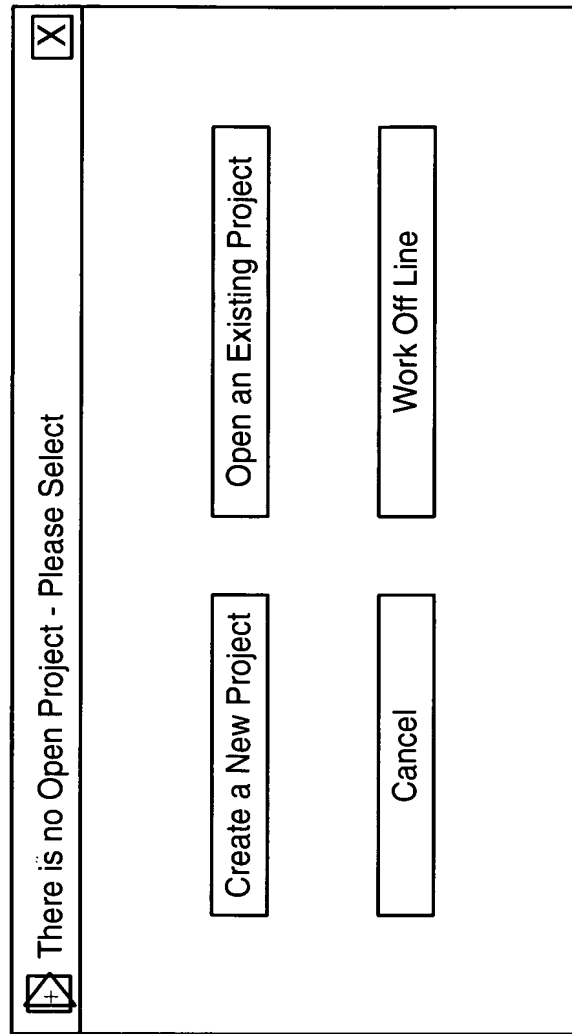 There is no Open Project - Please Select X
Create a New Project
Open an Existing Project
Cancel
Work Off Line